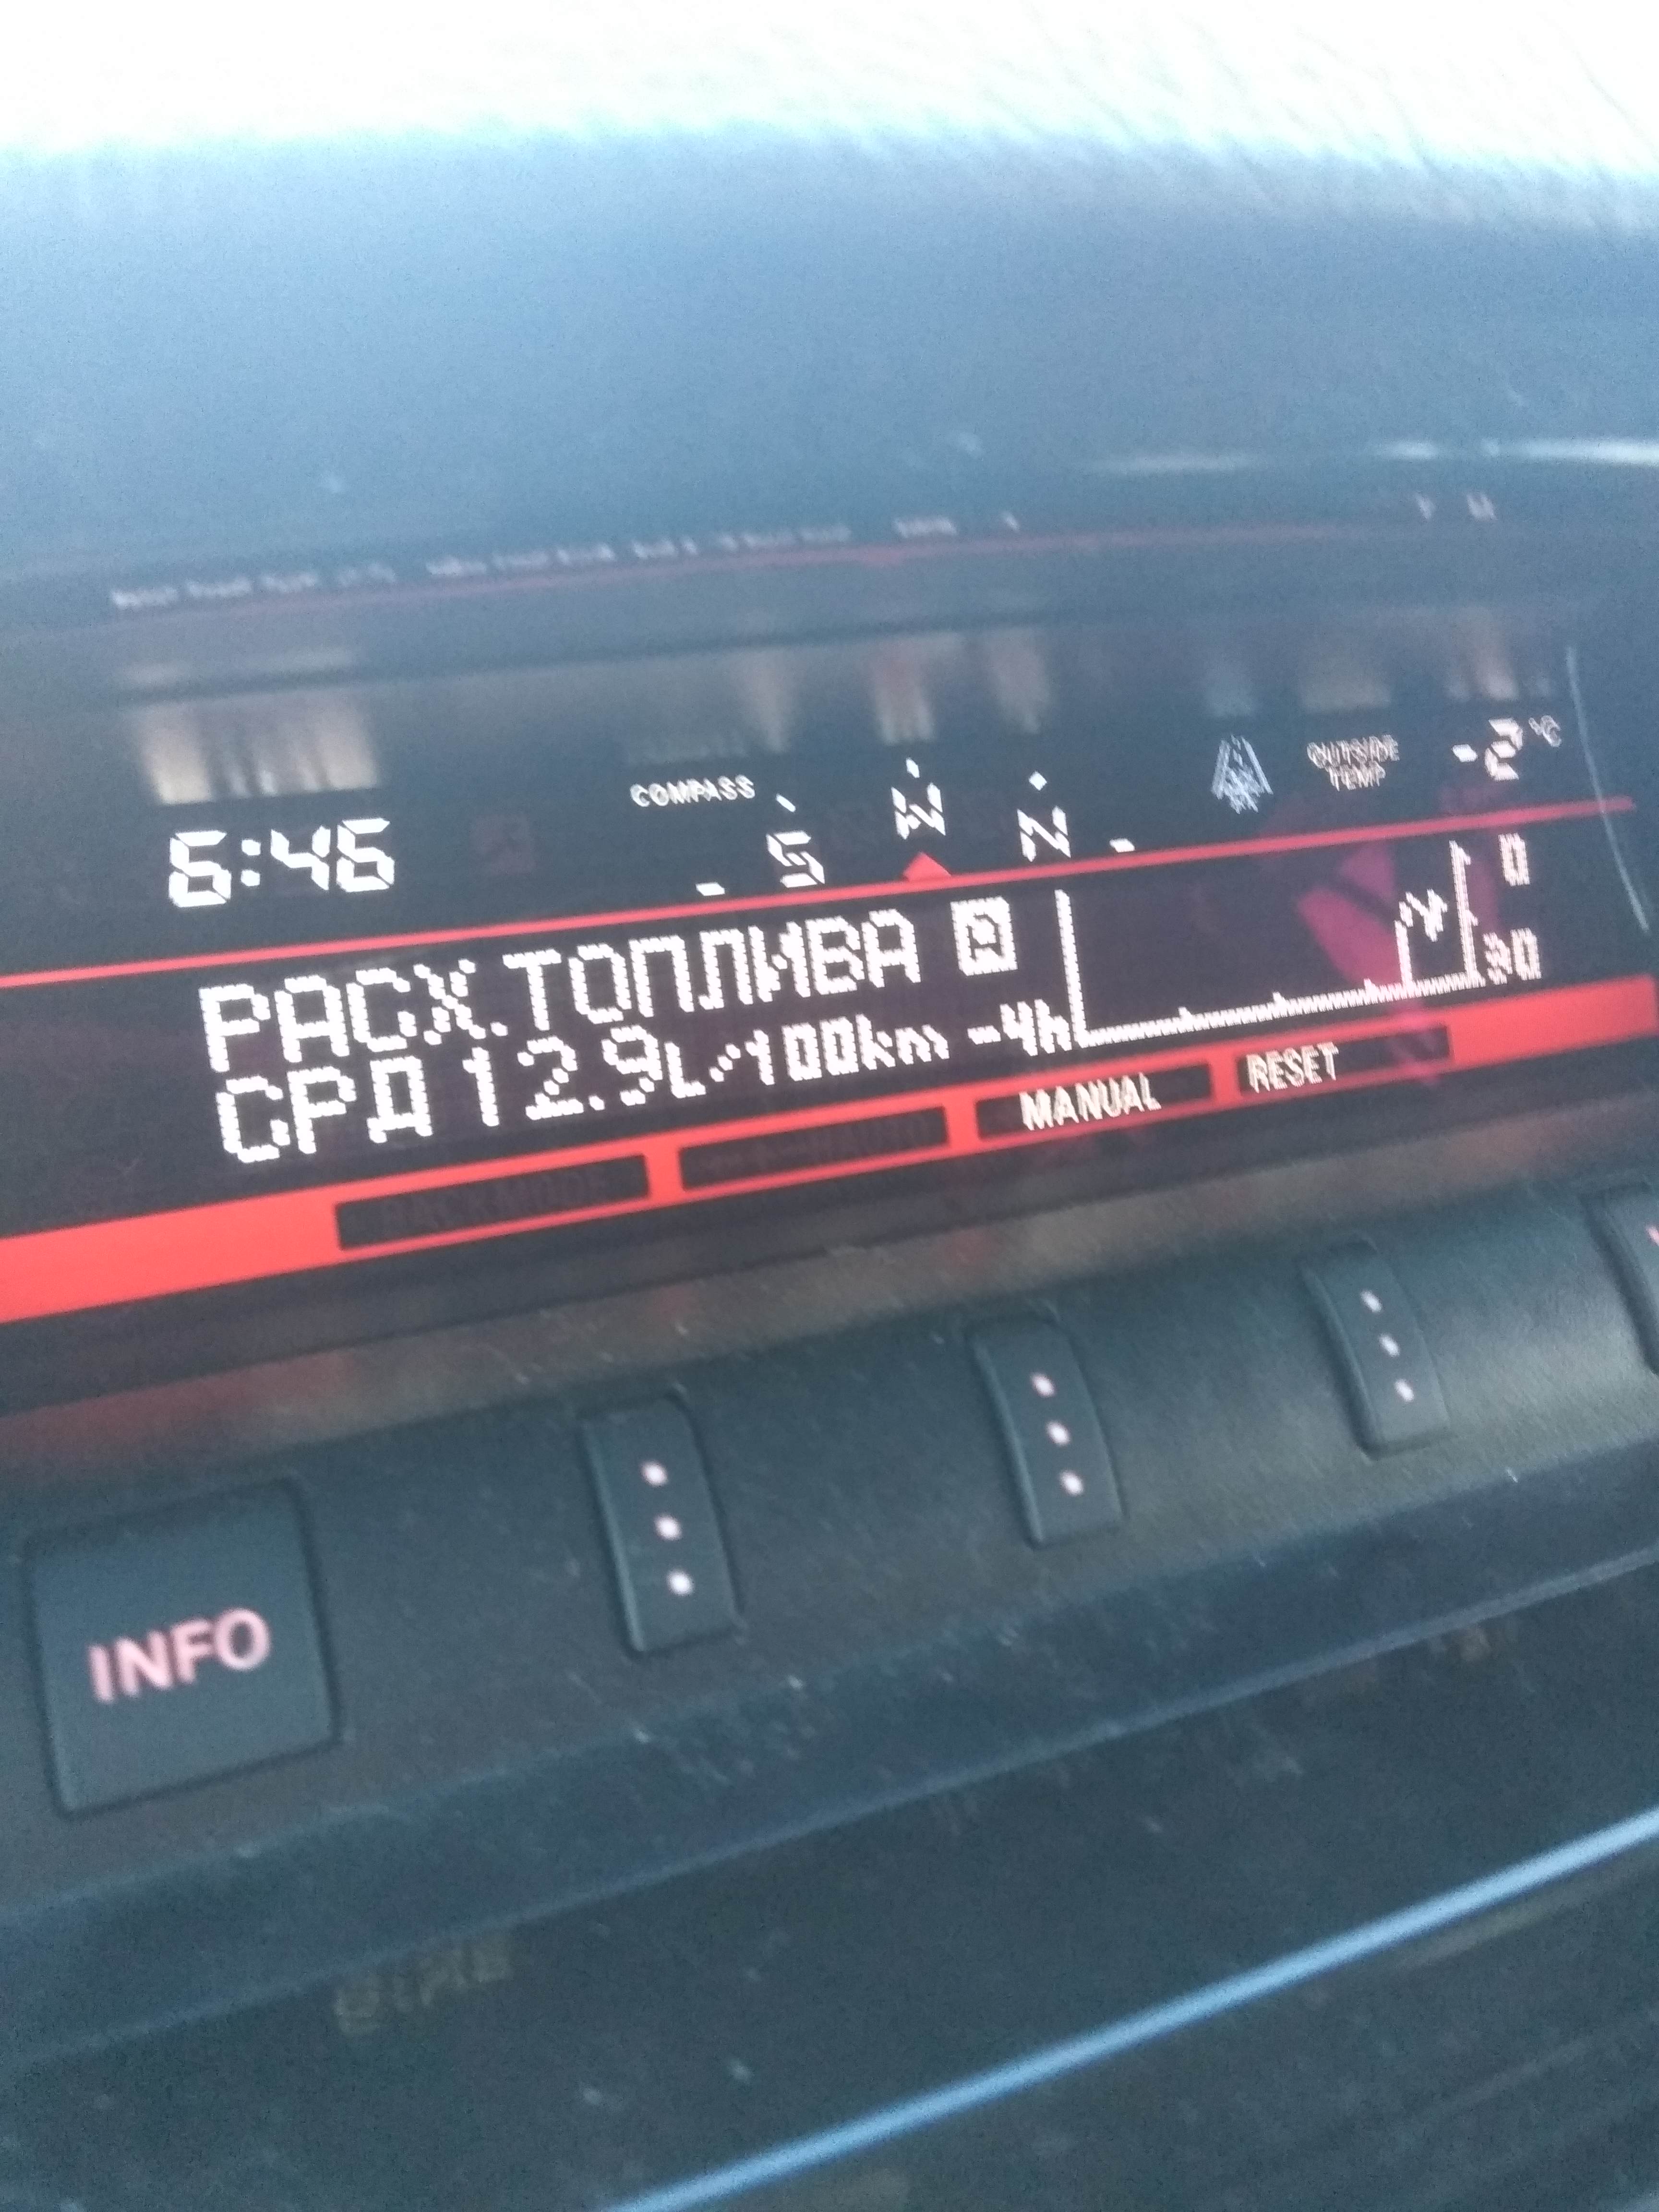 6:46
COMPASS
S W N
OUTSIDE
TEMP
-2°C
РАСХ.ТОПЛИВА A
0
СРД 12.9L/100km -4h
30
MANUAL
RESET
INFO